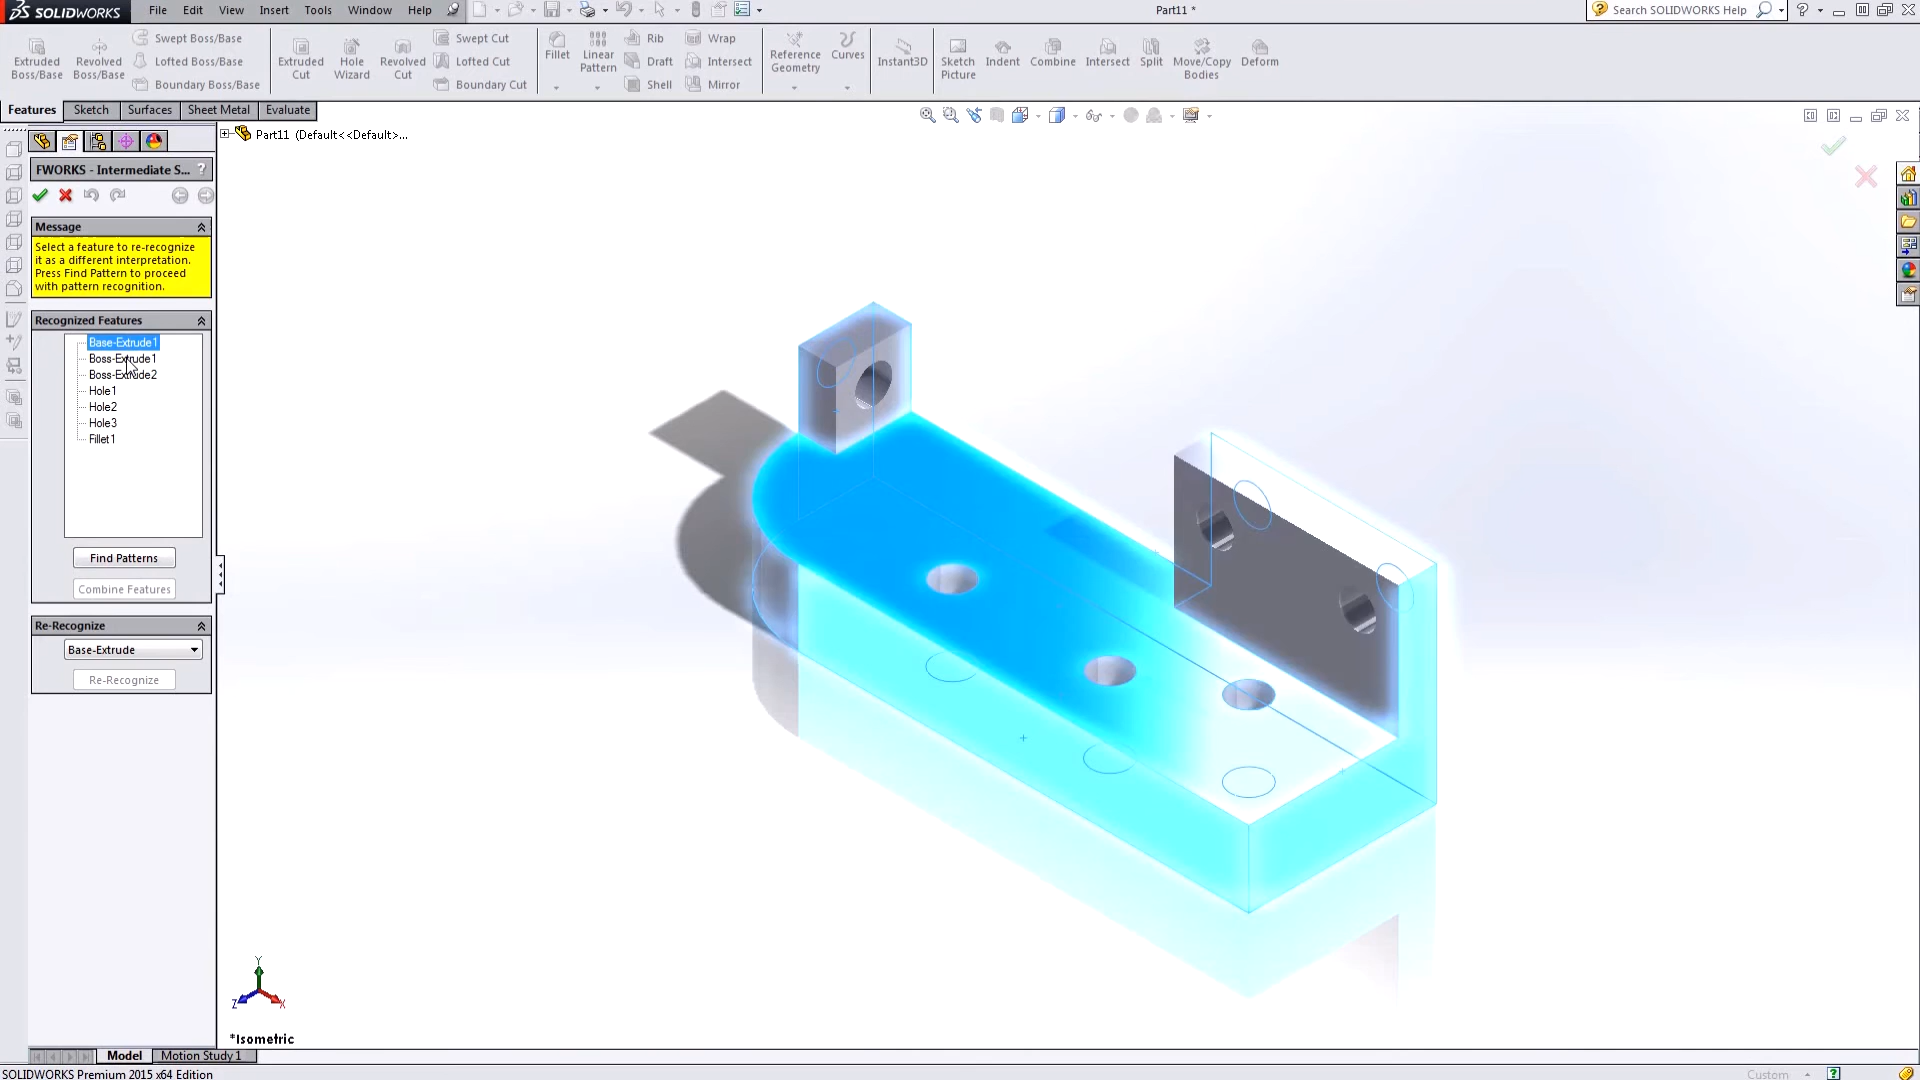 SOLIDWORKS File Edit View Insert Tools Window Help
Part11 *
Search SOLIDWORKS Help
Extruded Boss/Base
Revolved Boss/Base
Swept Boss/Base
Lofted Boss/Base
Boundary Boss/Base
Extruded Cut
Hole Wizard
Revolved Cut
Swept Cut
Lofted Cut
Boundary Cut
Fillet
Linear Pattern
Rib
Draft
Shell
Wrap
Intersect
Mirror
Reference Geometry
Curves
Instant3D
Sketch Picture
Indent
Combine
Intersect
Split
Move/Copy Bodies
Deform
Features Sketch Surfaces Sheet Metal Evaluate
Part11 (Default<<Default>...
FWORKS - Intermediate S... ?
Message
Select a feature to re-recognize
it as a different interpretation.
Press Find Pattern to proceed
with pattern recognition.
Recognized Features
Base-Extrude1
Boss-Extrude1
Boss-Extrude2
Hole1
Hole2
Hole3
Fillet1
Find Patterns
Combine Features
Re-Recognize
Base-Extrude
Re-Recognize
Y
Z X
*Isometric
Model Motion Study 1
SOLIDWORKS Premium 2015 x64 Edition
Custom